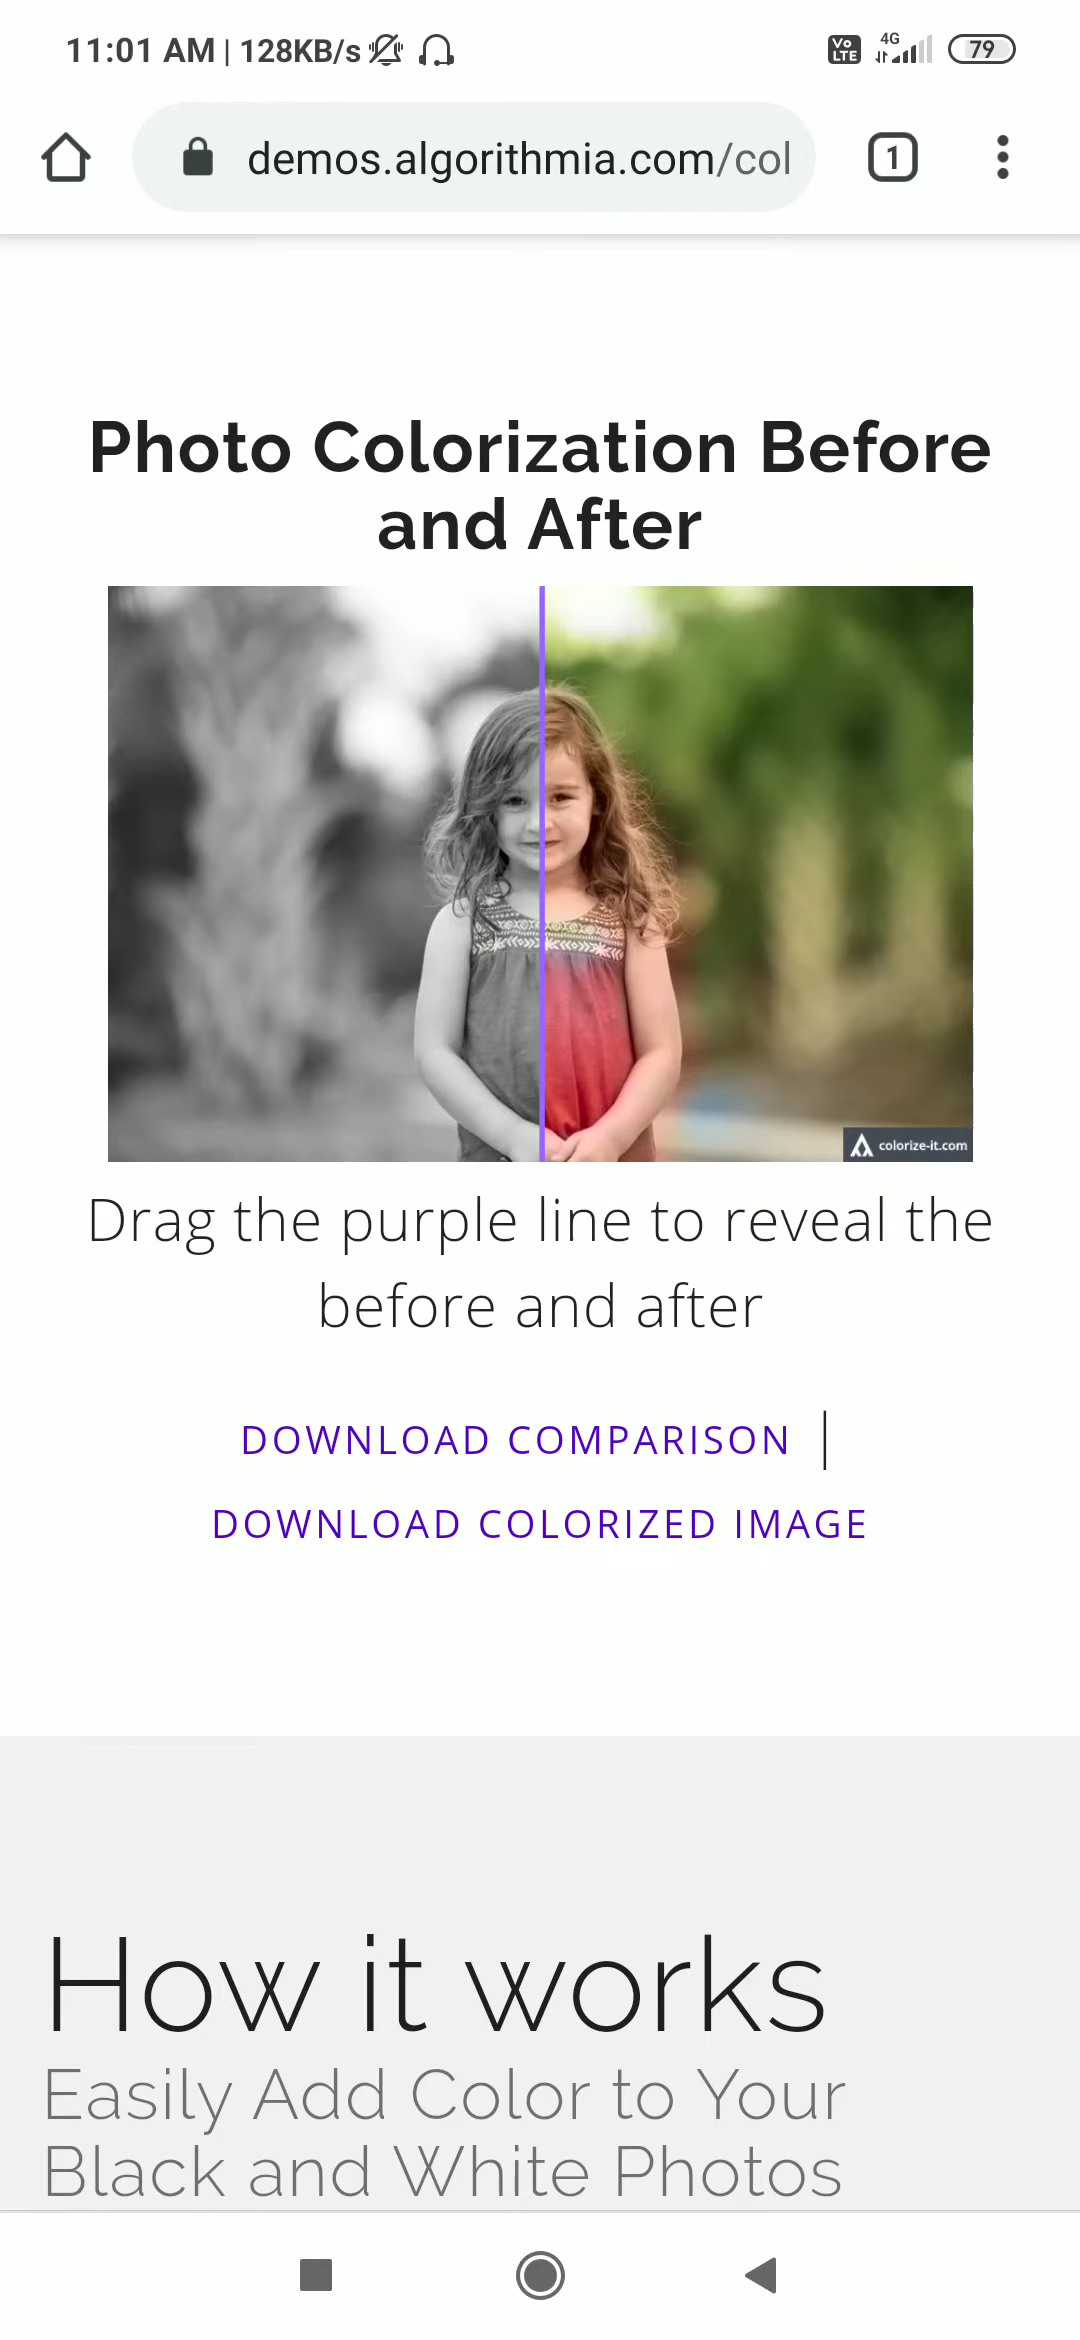 11:01 AM | 128KB/s
Vo LTE 4G 79
demos.algorithmia.com/col
1
Photo Colorization Before
and After
colorize-it.com
Drag the purple line to reveal the
before and after
DOWNLOAD COMPARISON |
DOWNLOAD COLORIZED IMAGE
How it works
Easily Add Color to Your
Black and White Photos